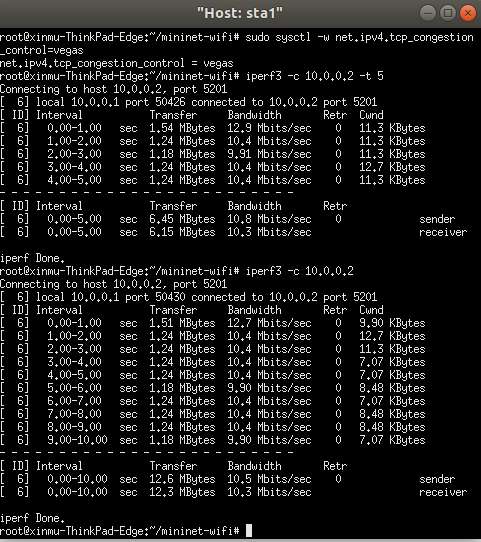 "Host: sta1"
root@xinmu-ThinkPad-Edge:~/mininet-wifi# sudo sysctl -w net.ipv4.tcp_congestion
_control=vegas
net.ipv4.tcp_congestion_control = vegas
root@xinmu-ThinkPad-Edge:~/mininet-wifi# iperf3 -c 10.0.0.2 -t 5
Connecting to host 10.0.0.2, port 5201
[  6] local 10.0.0.1 port 50426 connected to 10.0.0.2 port 5201
[ ID] Interval           Transfer     Bandwidth       Retr  Cwnd
[  6]   0.00-1.00   sec  1.54 MBytes  12.9 Mbits/sec    0   11.3 KBytes
[  6]   1.00-2.00   sec  1.24 MBytes  10.4 Mbits/sec    0   11.3 KBytes
[  6]   2.00-3.00   sec  1.18 MBytes  9.91 Mbits/sec    0   11.3 KBytes
[  6]   3.00-4.00   sec  1.24 MBytes  10.4 Mbits/sec    0   12.7 KBytes
[  6]   4.00-5.00   sec  1.24 MBytes  10.4 Mbits/sec    0   11.3 KBytes
- - - - - - - - - - - - - - - - - - - - - - - - -
[ ID] Interval           Transfer     Bandwidth       Retr
[  6]   0.00-5.00   sec  6.45 MBytes  10.8 Mbits/sec    0             sender
[  6]   0.00-5.00   sec  6.15 MBytes  10.3 Mbits/sec                  receiver
iperf Done.
root@xinmu-ThinkPad-Edge:~/mininet-wifi# iperf3 -c 10.0.0.2
Connecting to host 10.0.0.2, port 5201
[  6] local 10.0.0.1 port 50430 connected to 10.0.0.2 port 5201
[ ID] Interval           Transfer     Bandwidth       Retr  Cwnd
[  6]   0.00-1.00   sec  1.51 MBytes  12.7 Mbits/sec    0   9.90 KBytes
[  6]   1.00-2.00   sec  1.24 MBytes  10.4 Mbits/sec    0   12.7 KBytes
[  6]   2.00-3.00   sec  1.24 MBytes  10.4 Mbits/sec    0   11.3 KBytes
[  6]   3.00-4.00   sec  1.24 MBytes  10.4 Mbits/sec    0   7.07 KBytes
[  6]   4.00-5.00   sec  1.24 MBytes  10.4 Mbits/sec    0   7.07 KBytes
[  6]   5.00-6.00   sec  1.18 MBytes  9.90 Mbits/sec    0   8.48 KBytes
[  6]   6.00-7.00   sec  1.24 MBytes  10.4 Mbits/sec    0   7.07 KBytes
[  6]   7.00-8.00   sec  1.24 MBytes  10.4 Mbits/sec    0   8.48 KBytes
[  6]   8.00-9.00   sec  1.24 MBytes  10.4 Mbits/sec    0   8.48 KBytes
[  6]   9.00-10.00  sec  1.18 MBytes  9.90 Mbits/sec    0   7.07 KBytes
- - - - - - - - - - - - - - - - - - - - - - - - -
[ ID] Interval           Transfer     Bandwidth       Retr
[  6]   0.00-10.00  sec  12.6 MBytes  10.5 Mbits/sec    0             sender
[  6]   0.00-10.00  sec  12.3 MBytes  10.3 Mbits/sec                  receiver
iperf Done.
root@xinmu-ThinkPad-Edge:~/mininet-wifi#